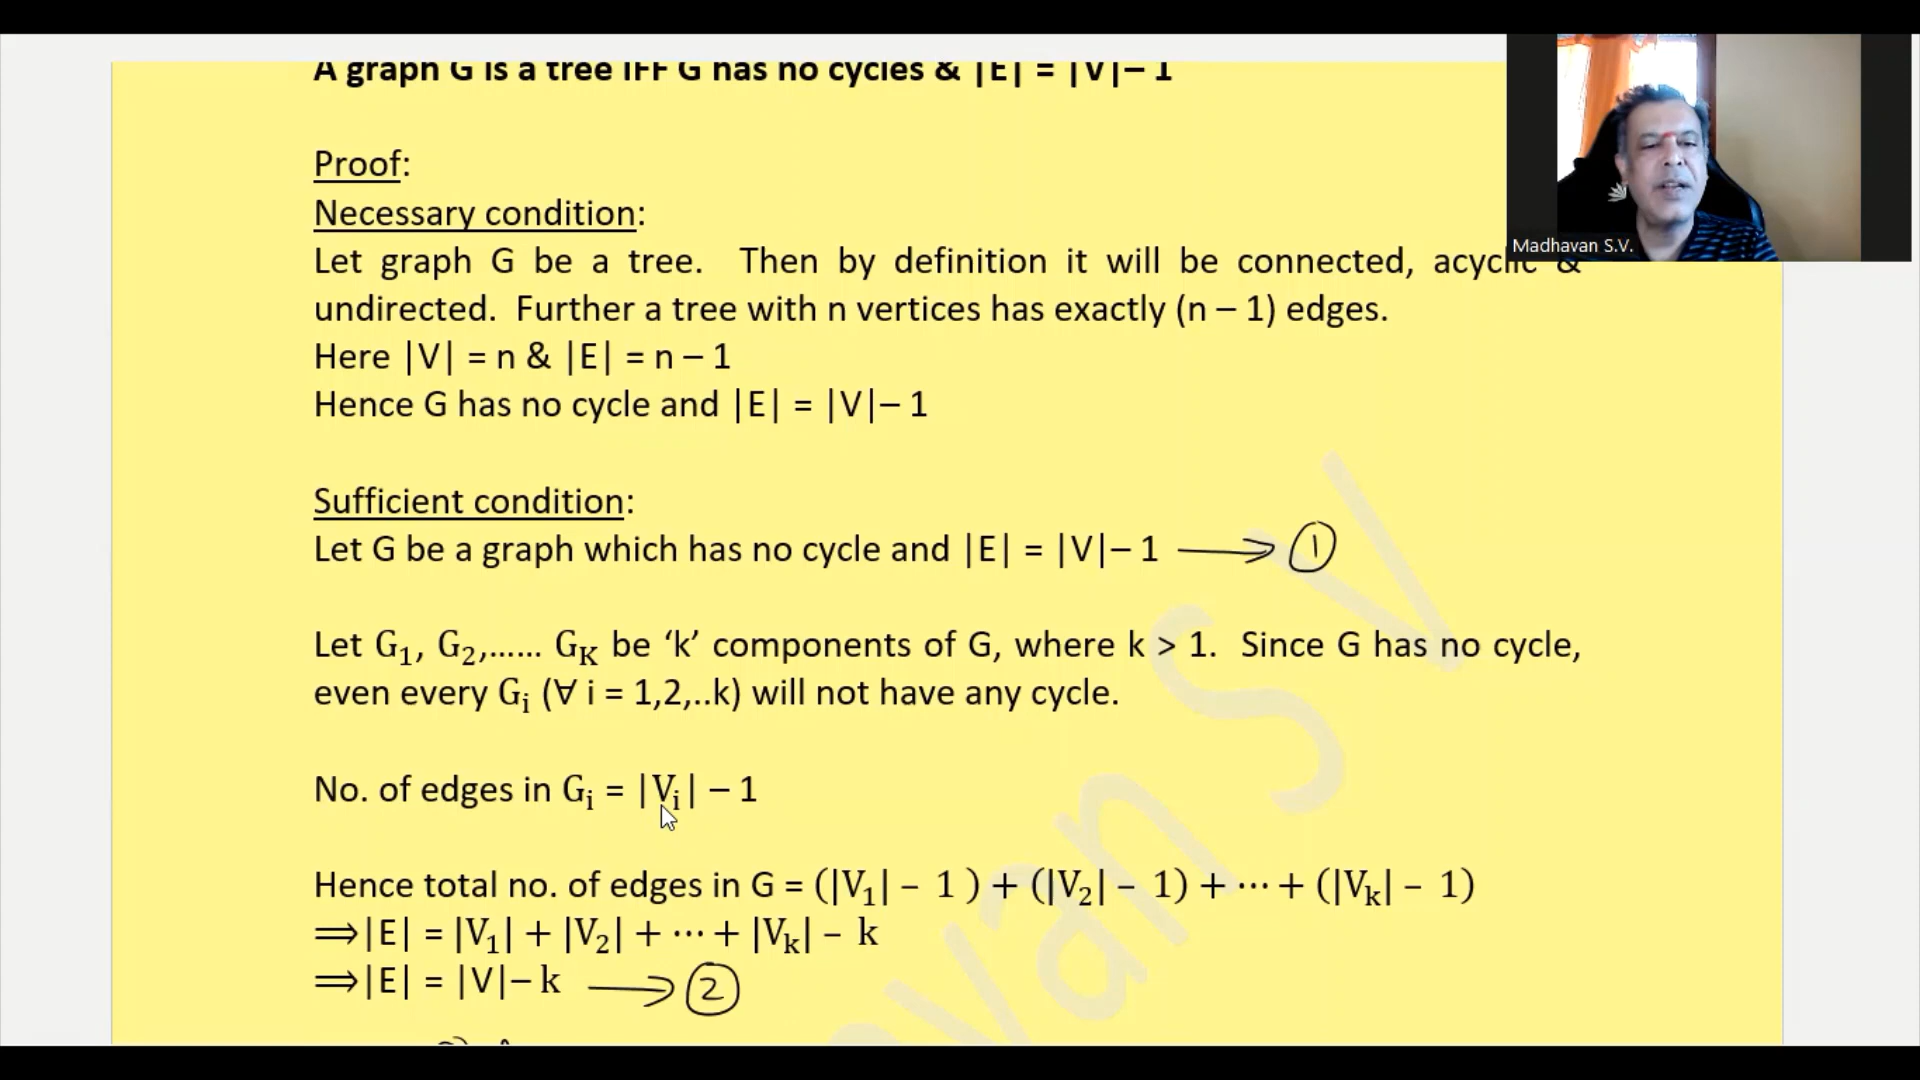 A graph G is a tree IFF G has no cycles & |E| = |V|– 1
Proof:
Necessary condition:
Let graph G be a tree. Then by definition it will be connected, acyclic &
undirected. Further a tree with n vertices has exactly (n – 1) edges.
Here |V| = n & |E| = n – 1
Hence G has no cycle and |E| = |V|– 1
Sufficient condition:
Let G be a graph which has no cycle and |E| = |V|– 1 ⟶ ①
Let G₁, G₂,…… G_K be ‘k’ components of G, where k > 1. Since G has no cycle,
even every Gᵢ (∀ i = 1,2,..k) will not have any cycle.
No. of edges in Gᵢ = |Vᵢ| – 1
Hence total no. of edges in G = (|V₁| – 1 ) + (|V₂| – 1) + ⋯ + (|Vₖ| – 1)
⟹|E| = |V₁| + |V₂| + ⋯ + |Vₖ| – k
⟹|E| = |V|– k ⟶ ②
Madhavan S.V.
van S V